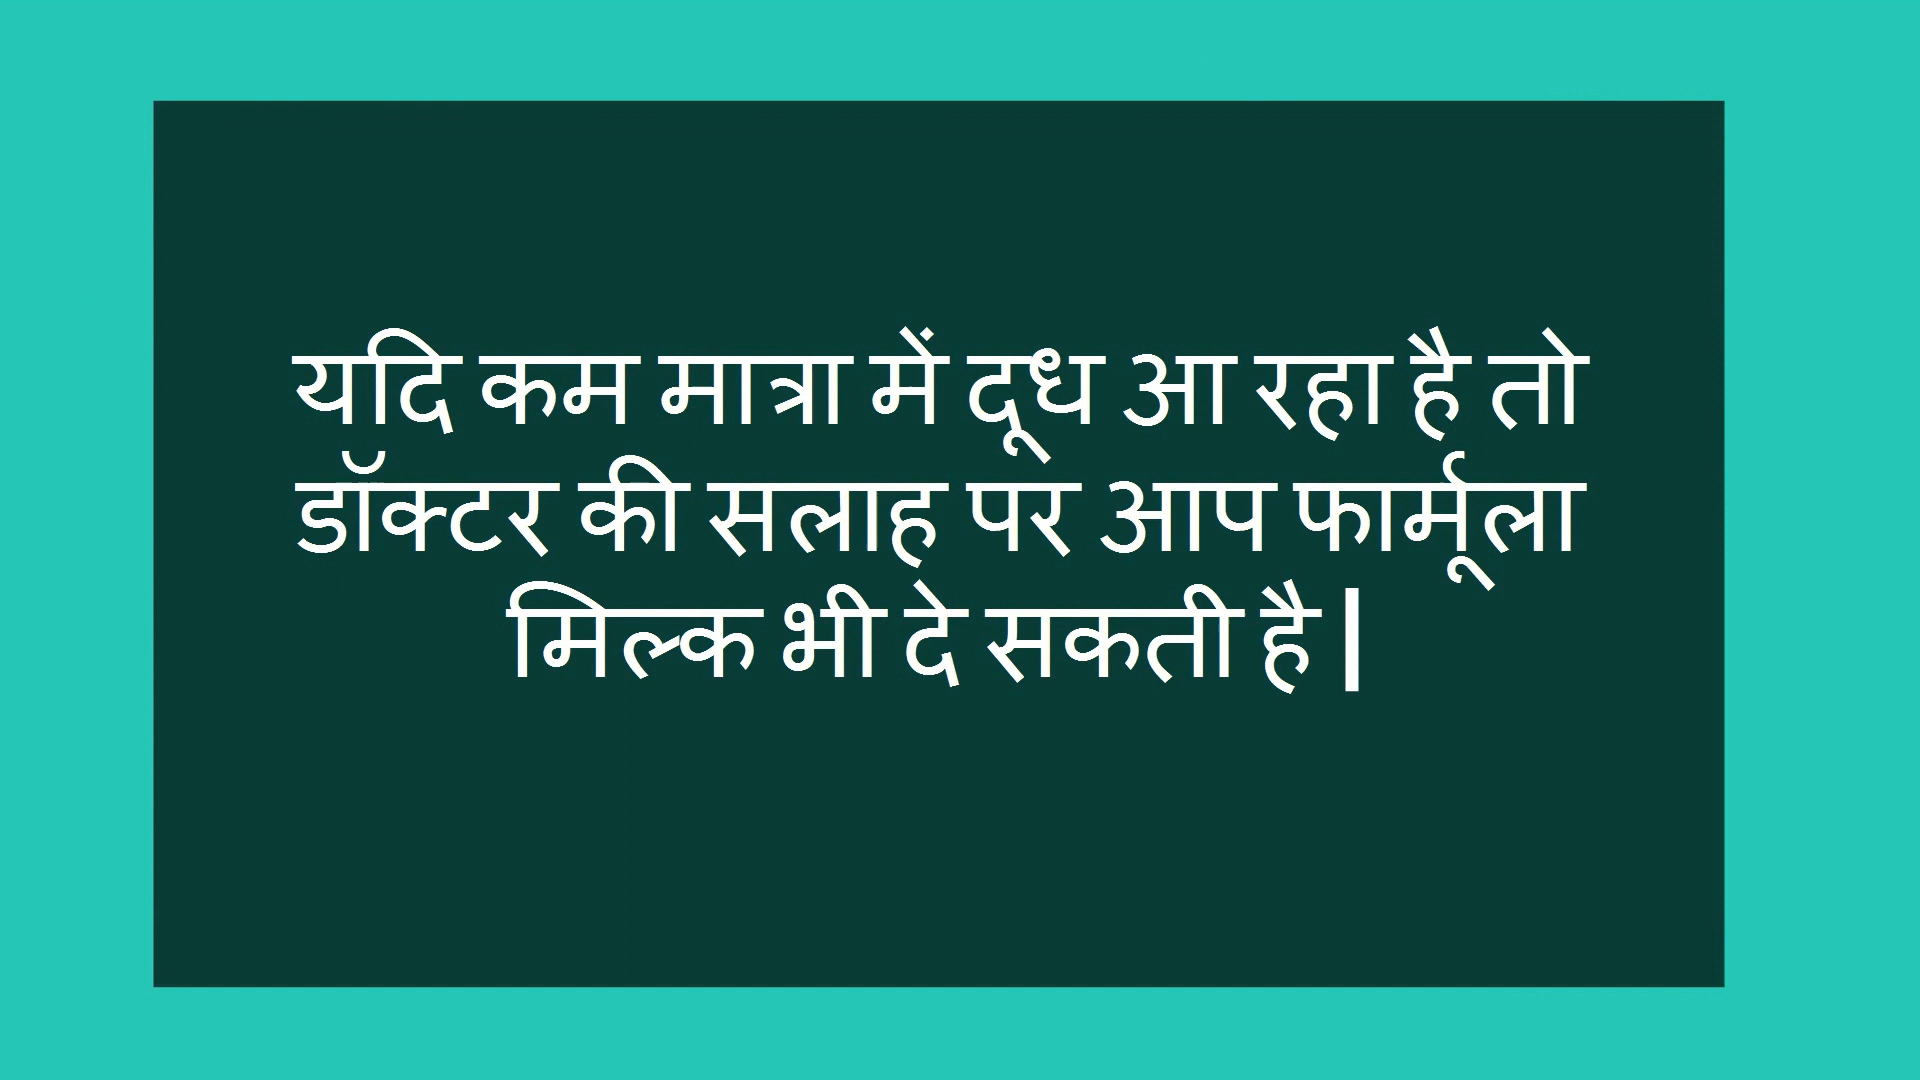 यदि कम मात्रा में दूध आ रहा है तो
डॉक्टर की सलाह पर आप फार्मूला
मिल्क भी दे सकती है |